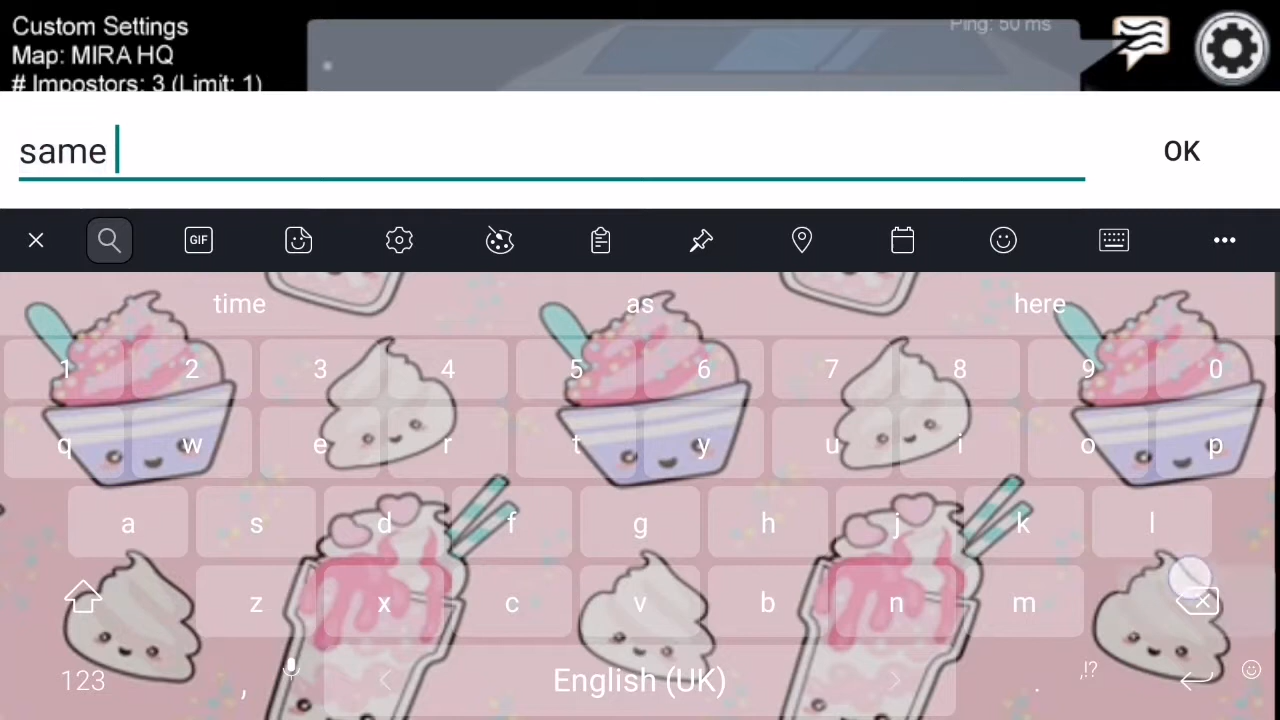 Custom Settings
Map: MIRA HQ
# Impostors: 3 (Limit: 1)
Ping: 50 ms
same
OK
GIF
time as here
1 2 3 4 5 6 7 8 9 0
q w e r t y u i o p
a s d f g h j k l
z x c v b n m
123 , English (UK) . ,!?